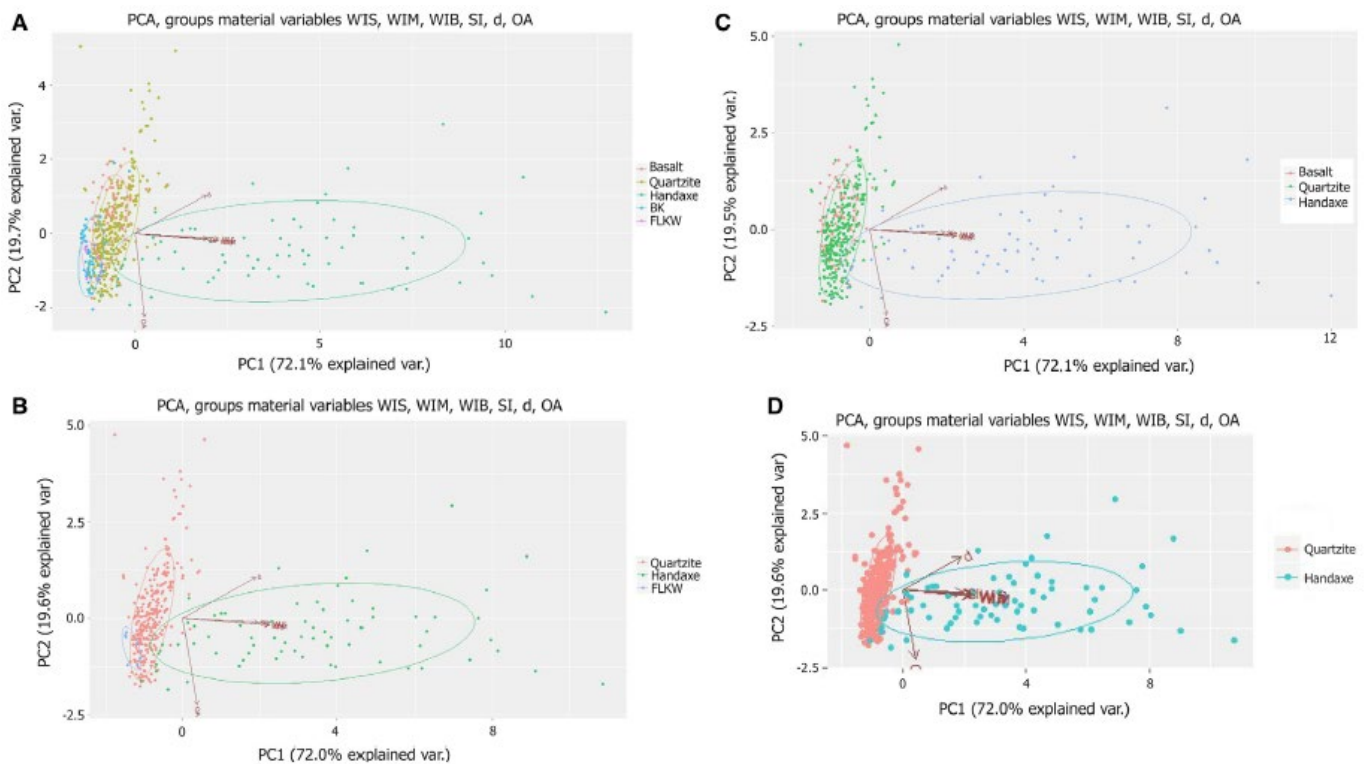 A
PCA, groups material variables WIS, WIM, WIB, SI, d, OA
4
2
0
-2
PC2 (19.7% explained var.)
0
5
10
PC1 (72.1% explained var.)
Basalt
Quartzite
Handaxe
BK
FLKW
C
PCA, groups material variables WIS, WIM, WIB, SI, d, OA
5.0
2.5
0.0
-2.5
PC2 (19.5% explained var.)
0
4
8
12
PC1 (72.1% explained var.)
Basalt
Quartzite
Handaxe
B
PCA, groups material variables WIS, WIM, WIB, SI, d, OA
5.0
2.5
0.0
-2.5
PC2 (19.6% explained var)
0
4
8
PC1 (72.0% explained var.)
Quartzite
Handaxe
FLKW
D
PCA, groups material variables WIS, WIM, WIB, SI, d, OA
5.0
2.5
0.0
-2.5
PC2 (19.6% explained var.)
0
4
8
PC1 (72.0% explained var.)
Quartzite
Handaxe